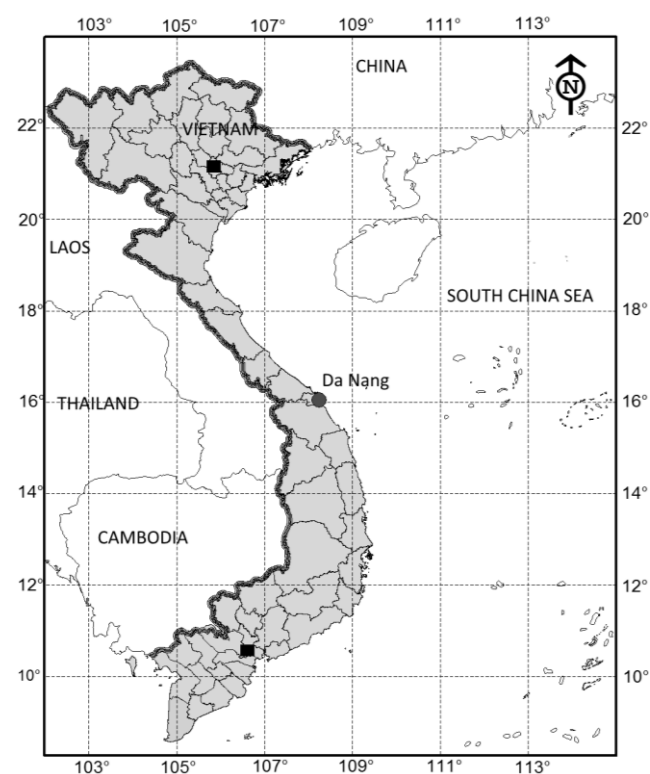 103° 105° 107° 109° 111° 113°
CHINA
N
22° VIETNAM 22°
20° 20°
LAOS
SOUTH CHINA SEA
18° 18°
Da Nạng
16° 16°
THAILAND
14° 14°
CAMBODIA
12° 12°
10° 10°
103° 105° 107° 109° 111° 113°